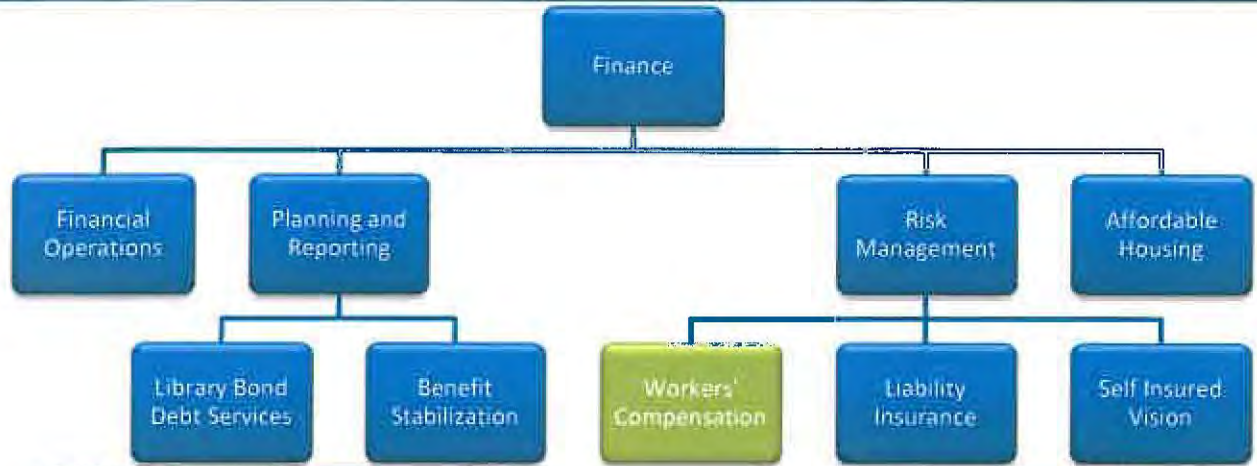 Finance
Financial
Operations
Planning and
Reporting
Risk
Management
Affordable
Housing
Library Bond
Debt Services
Benefit
Stabilization
Workers'
Compensation
Liability
Insurance
Self Insured
Vision